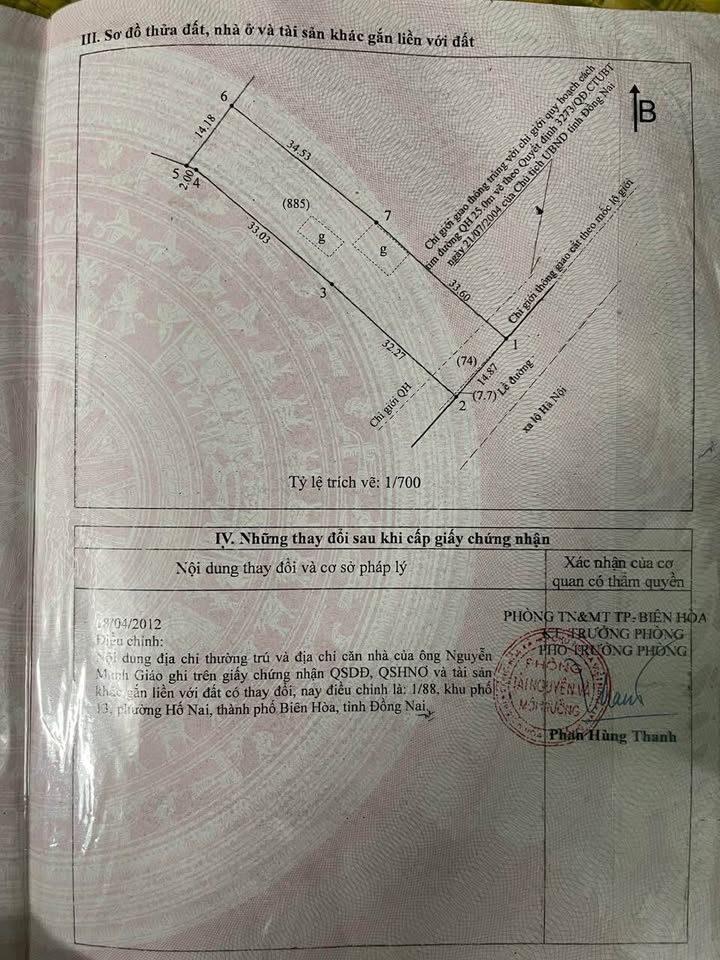 III. Sơ đồ thửa đất, nhà ở và tài sản khác gắn liền với đất
B
6
14.18
34.53
5
2.00
4
(885)
g
7
g
33.03
3
33.60
32.27
1
(74)
14.87
2
(7.7) Lề đường
Chỉ giới QH
xa lộ Hà Nội
Chỉ giới giao thông trùng với chỉ giới quy hoạch cách
tim đường QH 25.0m vẽ theo Quyết định 3273/QĐ.CTUBT
ngày 21/07/2004 của Chủ tịch UBND tỉnh Đồng Nai
Chỉ giới thông giao cắt theo mốc lộ giới
Tỷ lệ trích vẽ: 1/700
IV. Những thay đổi sau khi cấp giấy chứng nhận
Nội dung thay đổi và cơ sở pháp lý
Xác nhận của cơ
quan có thẩm quyền
18/04/2012
Điều chỉnh:
Nội dung địa chỉ thường trú và địa chỉ căn nhà của ông Nguyễn
Minh Giáo ghi trên giấy chứng nhận QSDĐ, QSHNƠ và tài sản
khác gắn liền với đất có thay đổi, nay điều chỉnh là: 1/88, khu phố
13, phường Hố Nai, thành phố Biên Hòa, tỉnh Đồng Nai
PHÒNG TN&MT TP- BIÊN HÒA
KT. TRƯỞNG PHÒNG
PHÓ TRƯỞNG PHÒNG
PHÒNG
TÀI NGUYÊN VÀ
MÔI TRƯỜNG
Phan Hùng Thanh